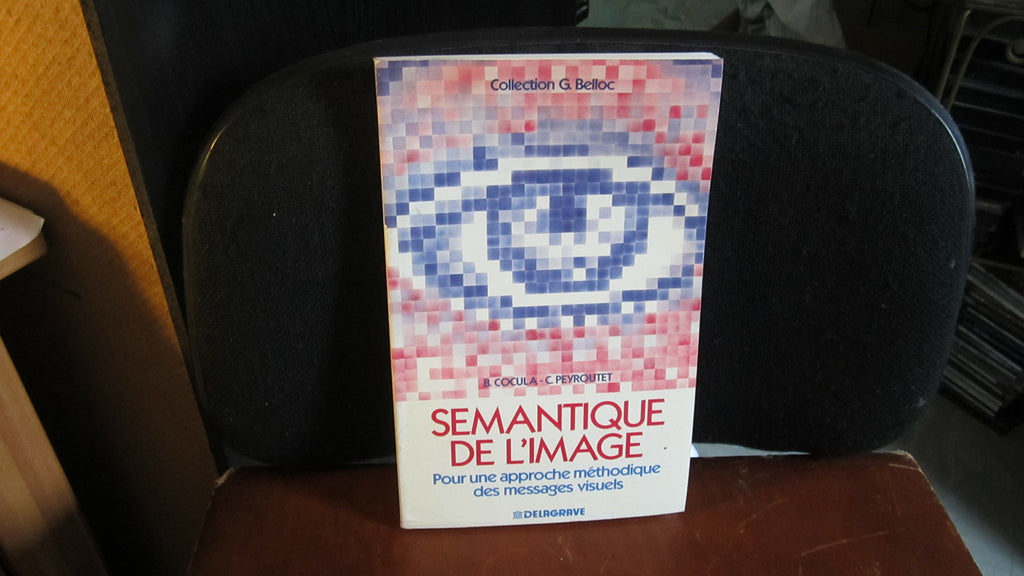 Collection G. Belloc
B. COCULA - C. PEYROUTET
SEMANTIQUE
DE L'IMAGE
Pour une approche méthodique
des messages visuels
DELAGRAVE